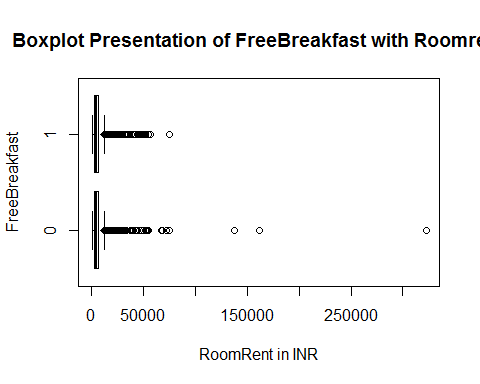 Boxplot Presentation of FreeBreakfast with Roomre
FreeBreakfast
1
0
0 50000 150000 250000
RoomRent in INR